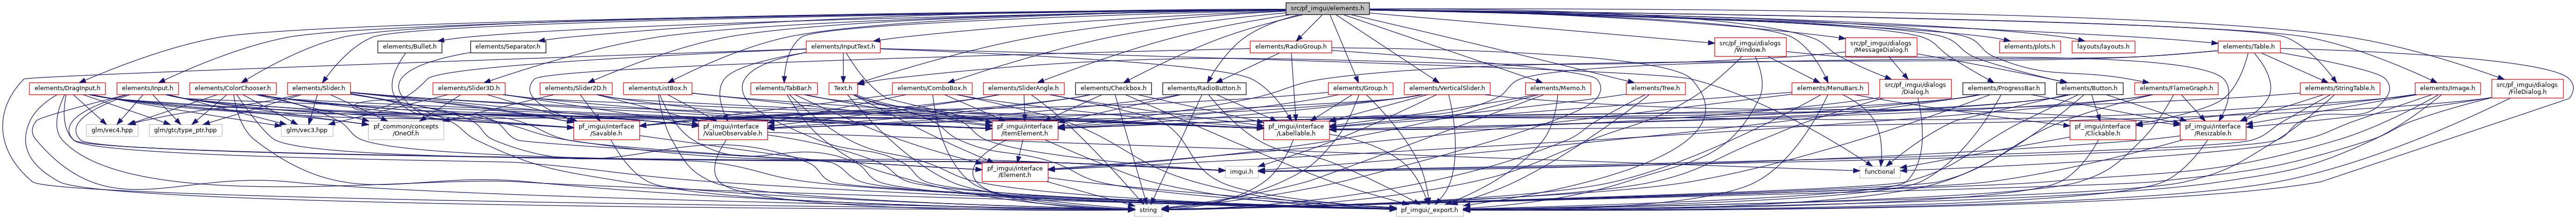 src/pf_imgui/elements.h
elements/Bullet.h
elements/Separator.h
elements/InputText.h
elements/RadioGroup.h
src/pf_imgui/dialogs
/Window.h
src/pf_imgui/dialogs
/MessageDialog.h
elements/plots.h
layouts/layouts.h
elements/Table.h
elements/DragInput.h
elements/Input.h
elements/ColorChooser.h
elements/Slider.h
elements/Slider3D.h
elements/Slider2D.h
elements/ListBox.h
elements/TabBar.h
Text.h
elements/ComboBox.h
elements/SliderAngle.h
elements/Checkbox.h
elements/RadioButton.h
elements/Group.h
elements/VerticalSlider.h
elements/Memo.h
elements/Tree.h
elements/MenuBars.h
src/pf_imgui/dialogs
/Dialog.h
elements/ProgressBar.h
elements/Button.h
elements/FlameGraph.h
elements/StringTable.h
elements/Image.h
src/pf_imgui/dialogs
/FileDialog.h
glm/vec4.hpp
glm/gtc/type_ptr.hpp
glm/vec3.hpp
pf_common/concepts
/OneOf.h
pf_imgui/interface
/Savable.h
pf_imgui/interface
/ValueObservable.h
pf_imgui/interface
/ItemElement.h
pf_imgui/interface
/Labellable.h
pf_imgui/interface
/Clickable.h
pf_imgui/interface
/Resizable.h
pf_imgui/interface
/Element.h
imgui.h
functional
string
pf_imgui/_export.h